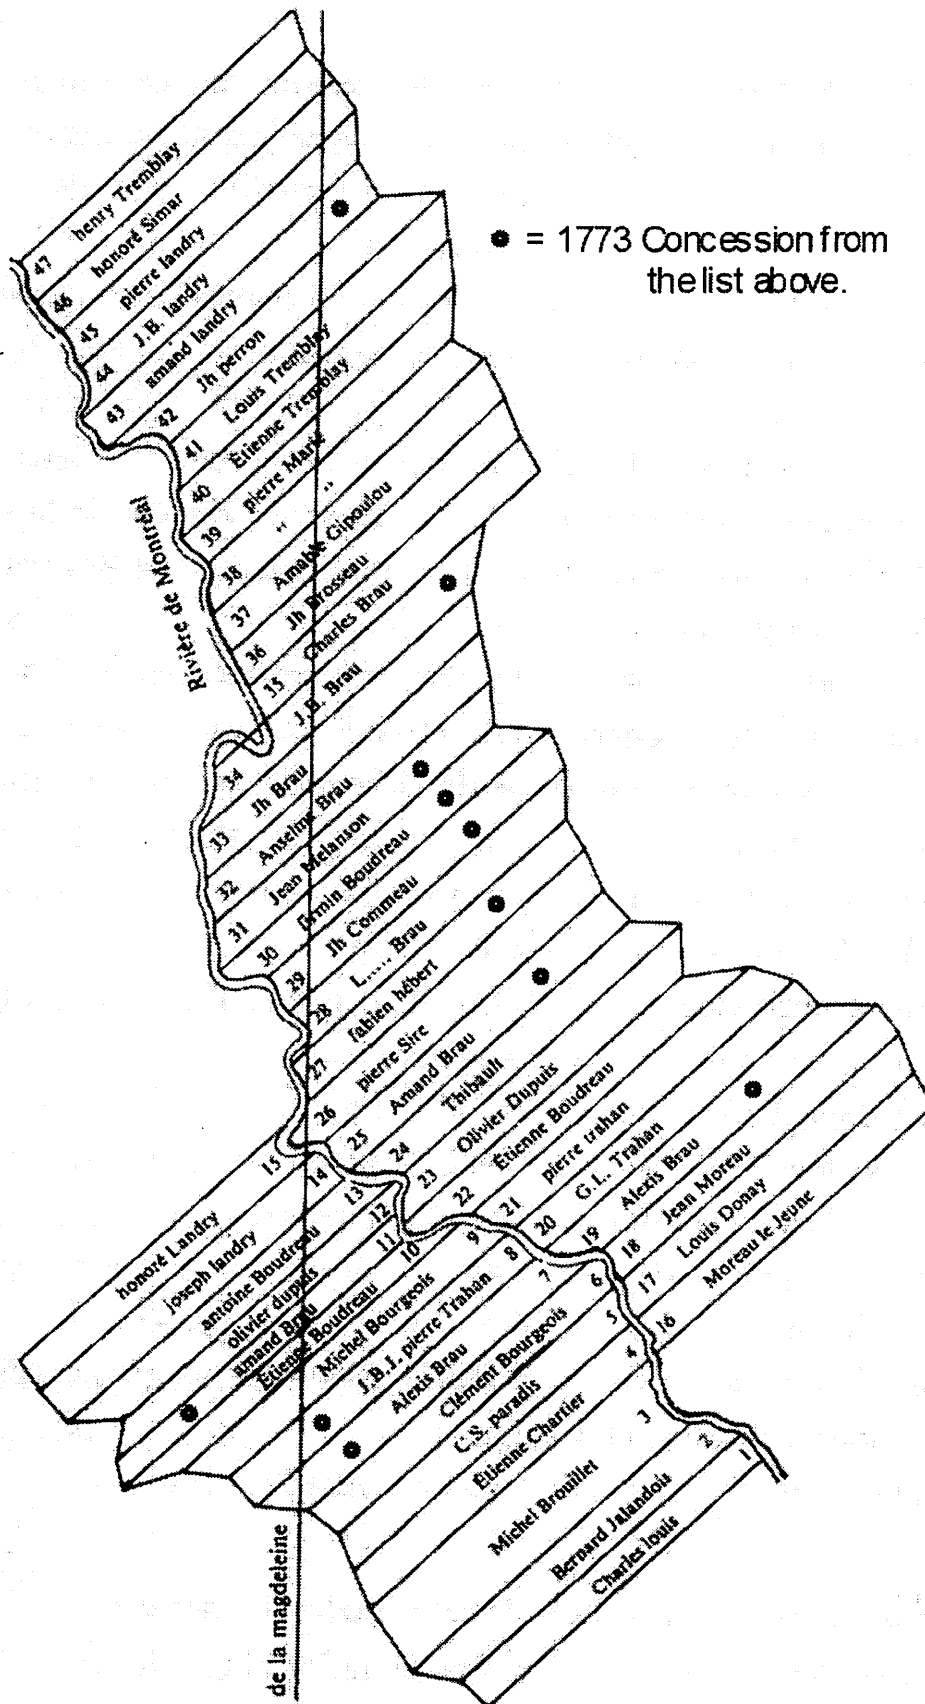 47 henry Tremblay
46 honoré Simar
45 pierre landry
44 J.B. landry
43 amand landry
42 Jh perron
41 Louis Tremblay
40 Étienne Tremblay
39 pierre Marie
38 " "
37 Amable Gipoulou
36 Jh Brosseau
35 Charles Brau
J.B. Brau
34 Jh Brau
33 Anselme Brau
32 Jean Melanson
31 firmin Boudreau
30 Jh Commeau
29 L..... Brau
28 fabien hébert
27 pierre Sire
26 Amand Brau
25 Thibault
24 Olivier Dupuis
23 Étienne Boudreau
22 pierre trahan
21 G.L. Trahan
20 Alexis Brau
19 Jean Moreau
18 Louis Donay
17 Moreau le Jeune
16
= 1773 Concession from
the list above.
Rivière de Montréal
honoré Landry 15
joseph landry 14
antoine Boudreau 13
olivier dupuis 12
amand Brau 11
Étienne Boudreau 10
Michel Bourgeois 9
J.B.J. pierre Trahan 8
Alexis Brau 7
Clément Bourgeois 6
C.S. paradis 5
Étienne Chartier 4
Michel Brouillet 3
Bernard Jalandou 2
Charles louis 1
de la magdeleine